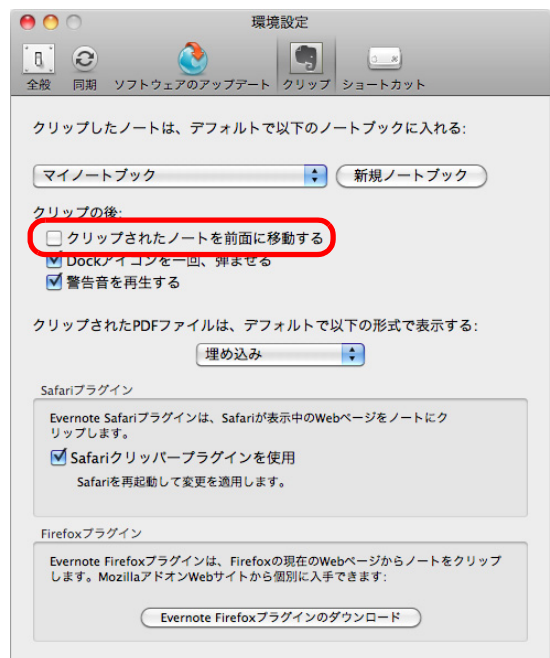 環境設定
全般 同期 ソフトウェアのアップデート クリップ ショートカット
クリップしたノートは、デフォルトで以下のノートブックに入れる:
マイノートブック 新規ノートブック
クリップの後:
クリップされたノートを前面に移動する
Dockアイコンを一回、弾ませる
警告音を再生する
クリップされたPDFファイルは、デフォルトで以下の形式で表示する:
埋め込み
Safariプラグイン
Evernote Safariプラグインは、Safariが表示中のWebページをノートにク
リップします。
Safariクリッパープラグインを使用
Safariを再起動して変更を適用します。
Firefoxプラグイン
Evernote Firefoxプラグインは、Firefoxの現在のWebページからノートをクリップ
します。MozillaアドオンWebサイトから個別に入手できます:
Evernote Firefoxプラグインのダウンロード